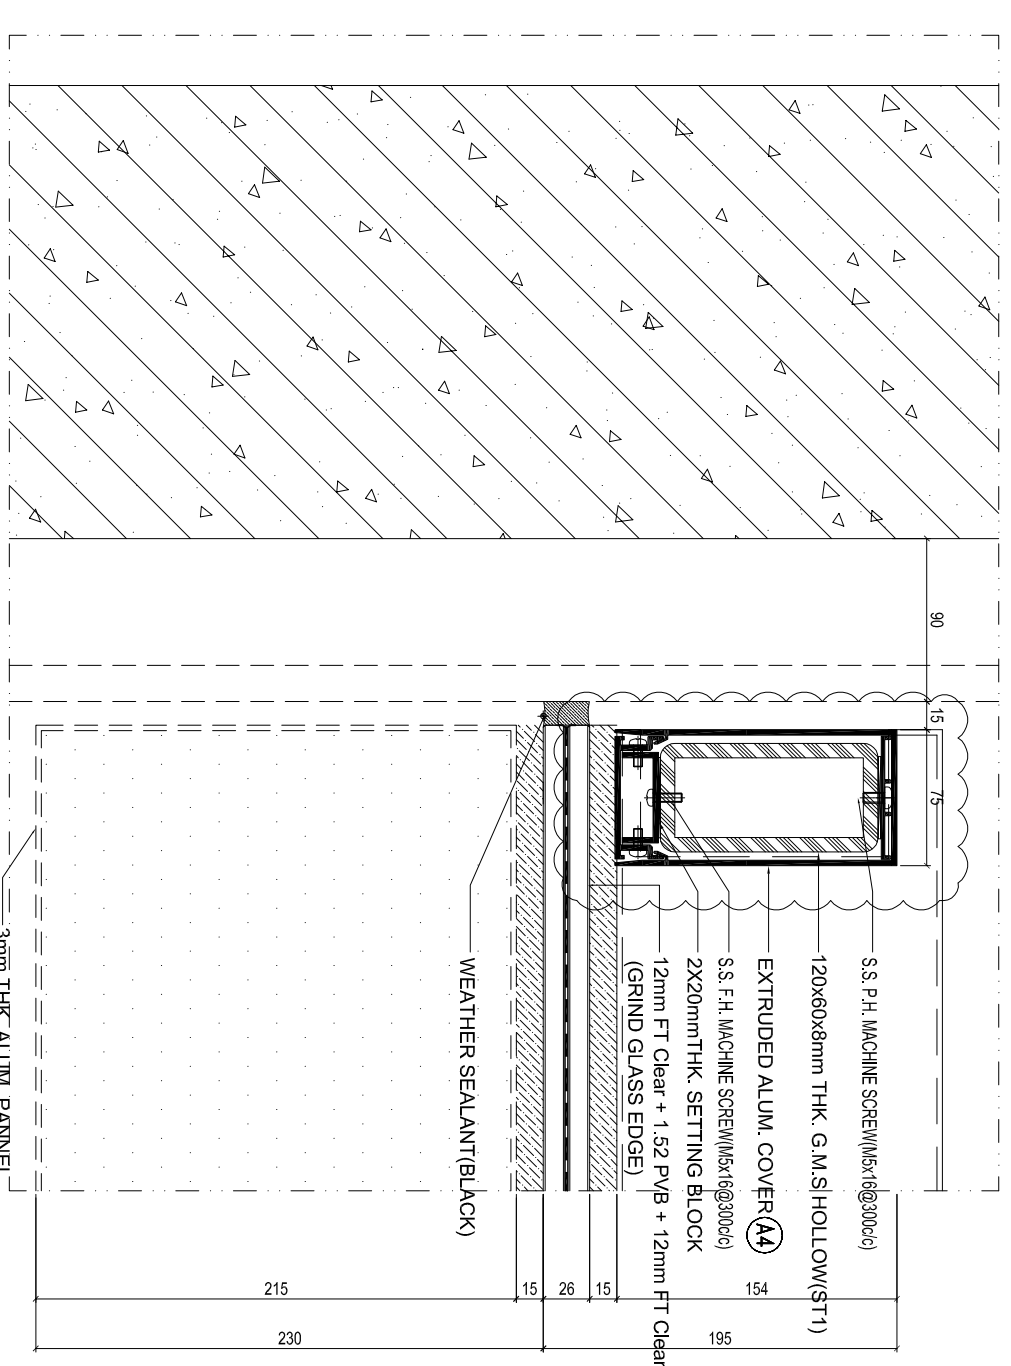 90
15
75
S.S. P.H. MACHINE SCREW(M5x16@300c/c)
120x60x8mm THK. G.M.S HOLLOW(ST1)
EXTRUDED ALUM. COVER A4
S.S. F.H. MACHINE SCREW(M5x16@300c/c)
2X20mmTHK. SETTING BLOCK
12mm FT Clear + 1.52 PVB + 12mm FT Clear
(GRIND GLASS EDGE)
WEATHER SEALANT(BLACK)
3mm THK. ALUM. PANNEL
215
15
26
15
154
230
195